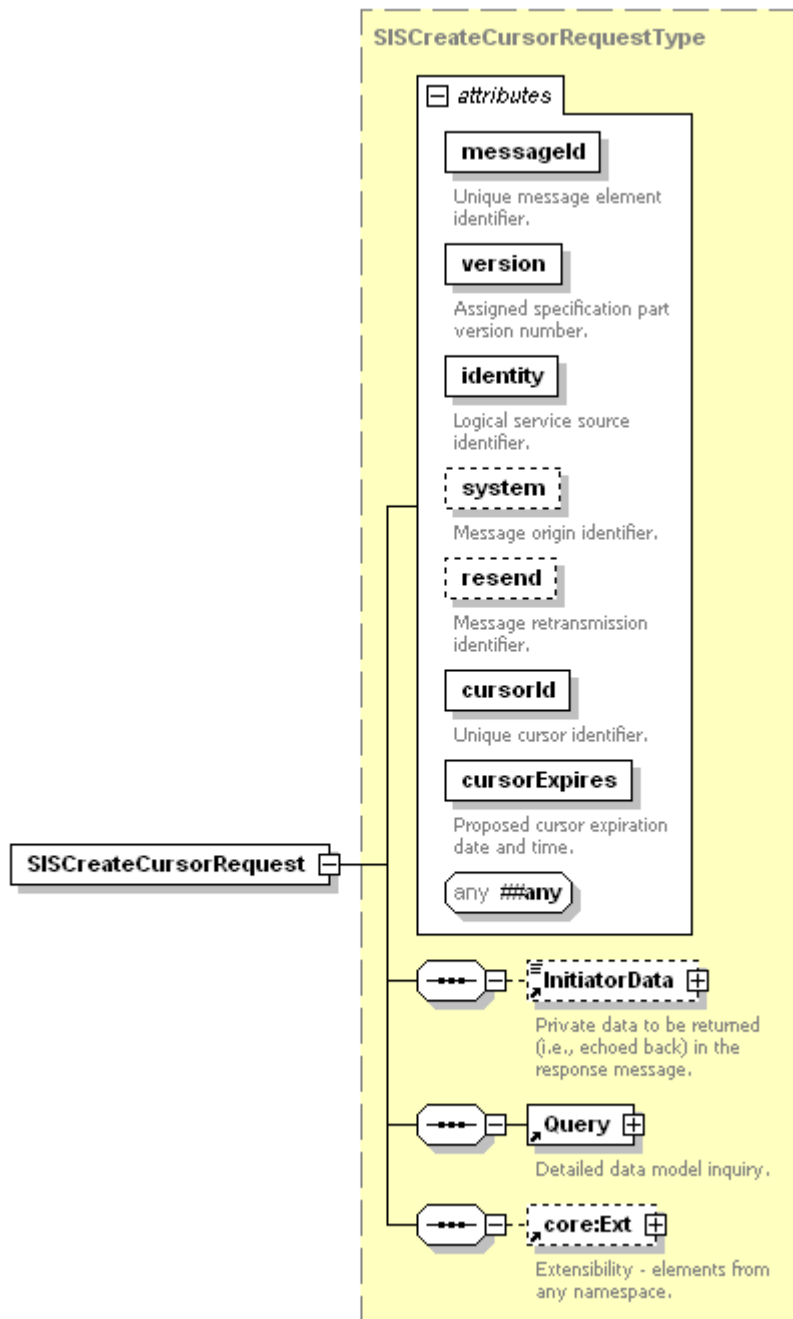 SISCreateCursorRequestType
attributes
messageId
Unique message element
identifier.
version
Assigned specification part
version number.
identity
Logical service source
identifier.
system
Message origin identifier.
resend
Message retransmission
identifier.
cursorId
Unique cursor identifier.
cursorExpires
Proposed cursor expiration
date and time.
any ##any
SISCreateCursorRequest
InitiatorData
Private data to be returned
(i.e., echoed back) in the
response message.
Query
Detailed data model inquiry.
core:Ext
Extensibility - elements from
any namespace.